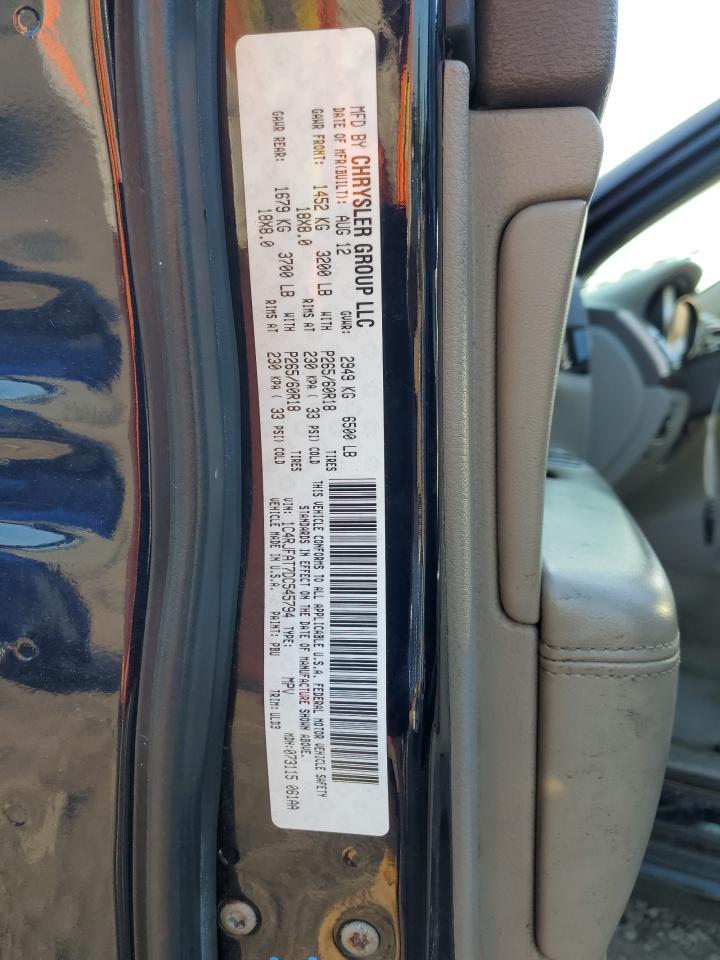 MFD BY CHRYSLER GROUP LLC
DATE OF MFR(BUILT): AUG 12 GVWR: 2949 KG 6500 LB
GAWR FRONT: 1452 KG 3200 LB WITH P265/60R18 TIRES
18X8.0 RIMS AT 230 KPA ( 33 PSI) COLD
GAWR REAR: 1679 KG 3700 LB WITH P265/60R18 TIRES
18X8.0 RIMS AT 230 KPA ( 33 PSI) COLD
THIS VEHICLE CONFORMS TO ALL APPLICABLE U.S.A. FEDERAL MOTOR VEHICLE SAFETY
STANDARDS IN EFFECT ON THE DATE OF MANUFACTURE SHOWN ABOVE.
VIN: 1C4RJFAT7DC545794 TYPE: MPV MDH:073115 061AA
VEHICLE MADE IN U.S.A. PAINT: PBU TRIM:ULD3